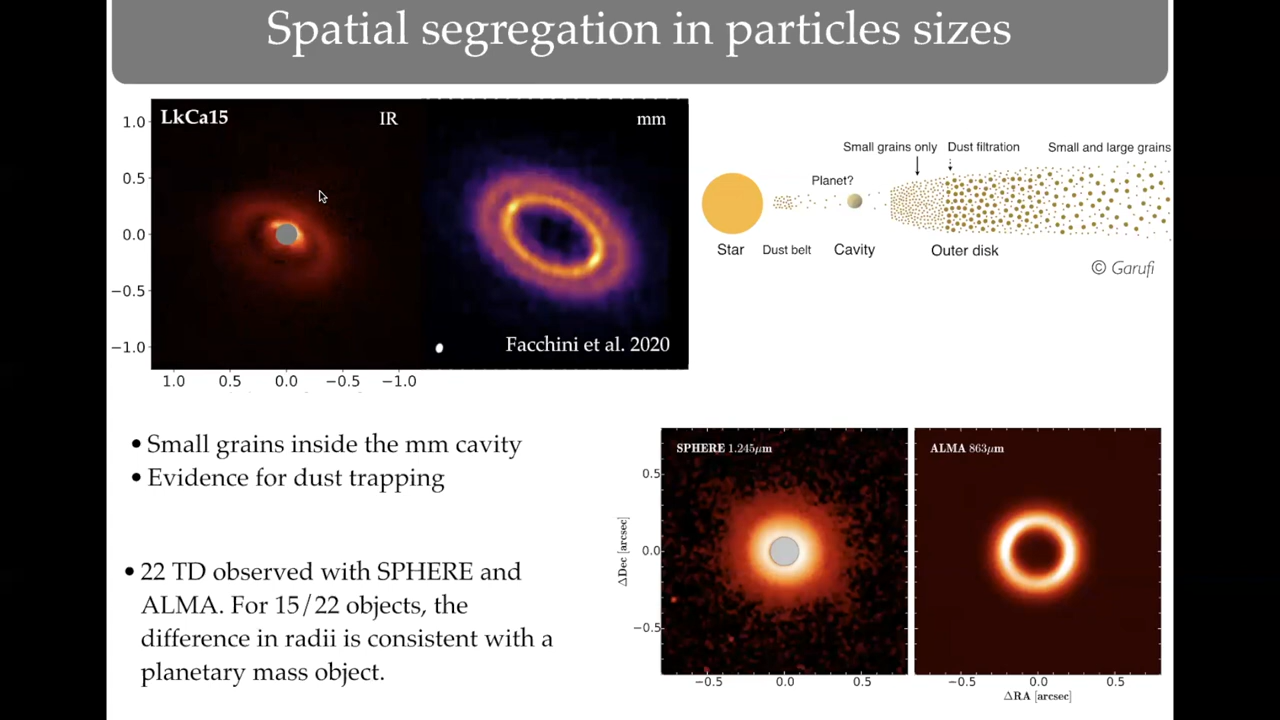 Spatial segregation in particles sizes
LkCa15 IR mm
1.0
0.5
0.0
−0.5
−1.0
1.0 0.5 0.0 −0.5 −1.0
Facchini et al. 2020
Small grains only Dust filtration Small and large grains
Planet?
Star Dust belt Cavity Outer disk
© Garufi
• Small grains inside the mm cavity
• Evidence for dust trapping
• 22 TD observed with SPHERE and
ALMA. For 15/22 objects, the
difference in radii is consistent with a
planetary mass object.
SPHERE 1.245μm ALMA 863μm
0.5
0.0
−0.5
ΔDec [arcsec]
−0.5 0.0 0.5 −0.5 0.0 0.5
ΔRA [arcsec]